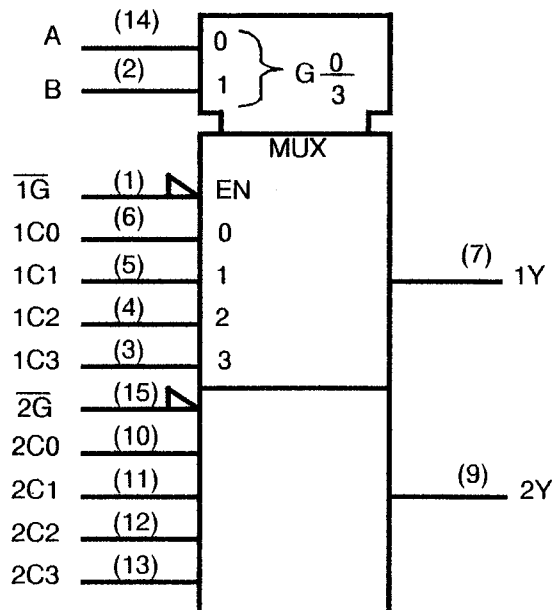 A (14) 0 G 0/3
B (2) 1
MUX
1G̅ (1) EN
1C0 (6) 0
1C1 (5) 1 (7) 1Y
1C2 (4) 2
1C3 (3) 3
2G̅ (15)
2C0 (10)
2C1 (11) (9) 2Y
2C2 (12)
2C3 (13)